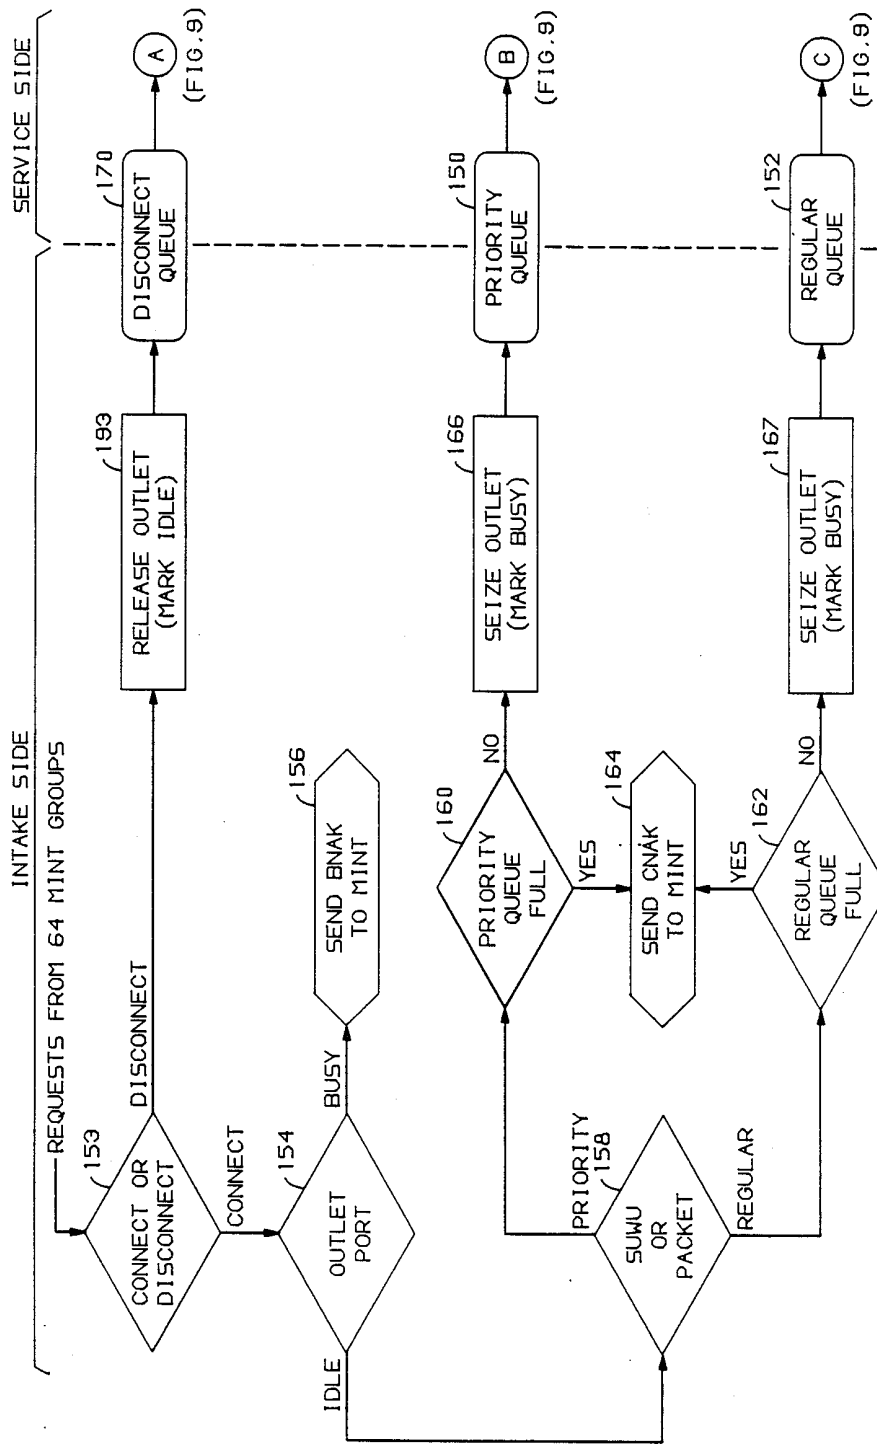 INTAKE SIDE
SERVICE SIDE
REQUESTS FROM 64 MINT GROUPS
153
CONNECT OR
DISCONNECT
DISCONNECT
193
RELEASE OUTLET
(MARK IDLE)
170
DISCONNECT
QUEUE
A
(FIG.9)
CONNECT
154
OUTLET
PORT
BUSY
156
SEND BNAK
TO MINT
IDLE
PRIORITY
158
SUWU
OR
PACKET
REGULAR
160
PRIORITY
QUEUE
FULL
NO
166
SEIZE OUTLET
(MARK BUSY)
150
PRIORITY
QUEUE
B
(FIG.9)
YES
164
SEND CNAK
TO MINT
YES
162
REGULAR
QUEUE
FULL
NO
167
SEIZE OUTLET
(MARK BUSY)
152
REGULAR
QUEUE
C
(FIG.9)